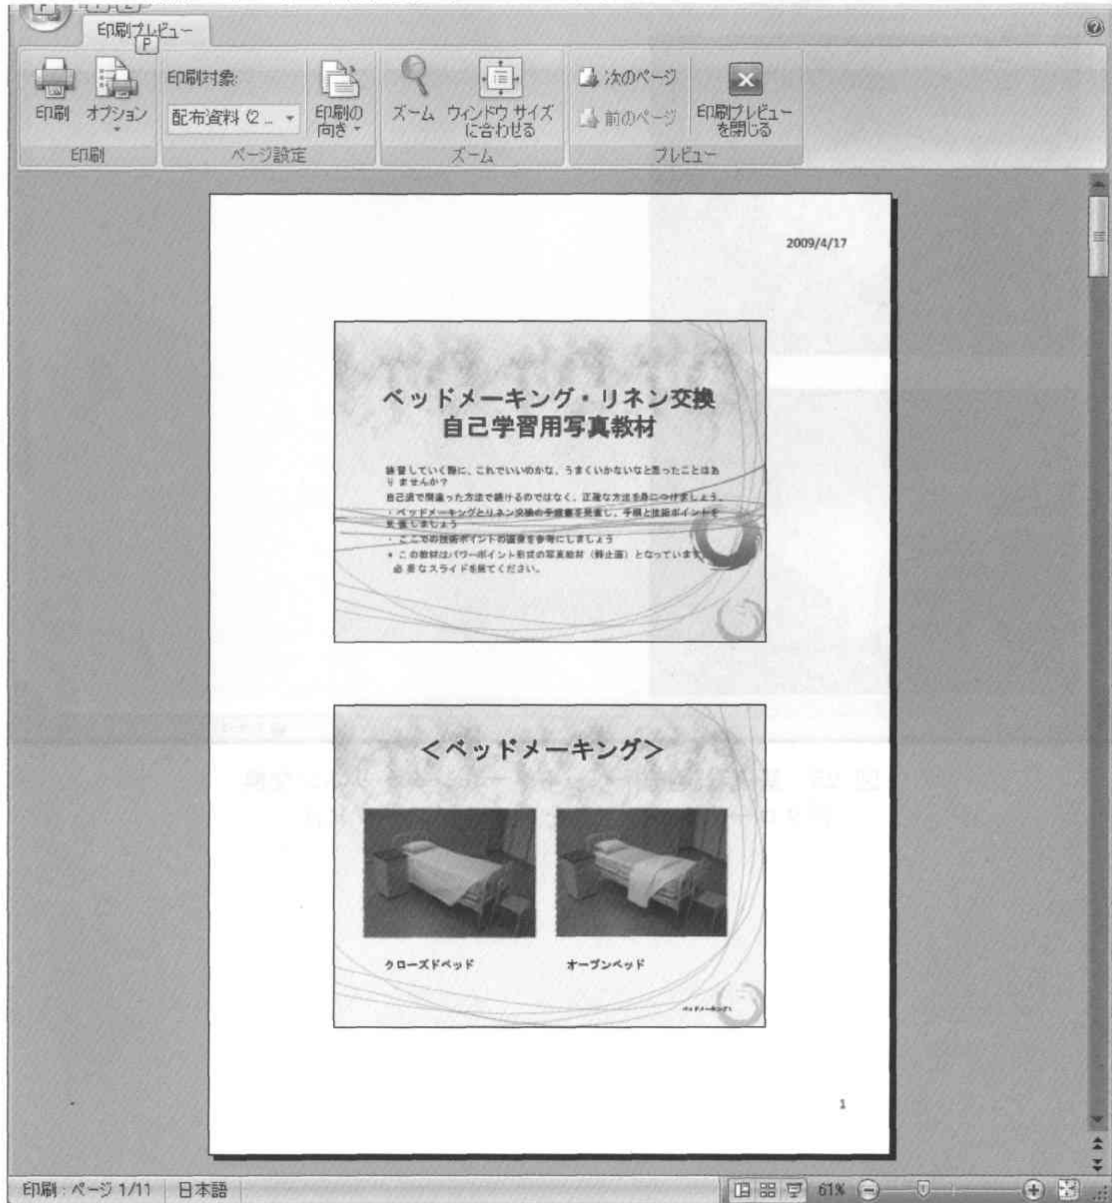 印刷プレビュー
P
印刷
オプション
印刷対象:
配布資料 (2 ...
印刷の
向き
ズーム
ウィンドウ サイズ
に合わせる
次のページ
前のページ
印刷プレビュー
を閉じる
印刷
ページ設定
ズーム
プレビュー
2009/4/17
ベッドメーキング・リネン交換
自己学習用写真教材
練習していく際に、これでいいのかな、うまくいかないなと思ったことはあ
り ませんか?
自己流で間違った方法で続けるのではなく、正確な方法を身につけましょう。
・ベッドメーキングとリネン交換の手順書を見直し、手順と技術ポイントを
見直しましょう
・ ここでの技術ポイントの画像を参考にしましょう
* この教材はパワーポイント形式の写真教材(静止画)となっています。
必 要なスライドを見てください。
<ベッドメーキング>
クローズドベッド
オープンベッド
ベッドメーキング1
1
印刷: ページ 1/11
日本語
61%